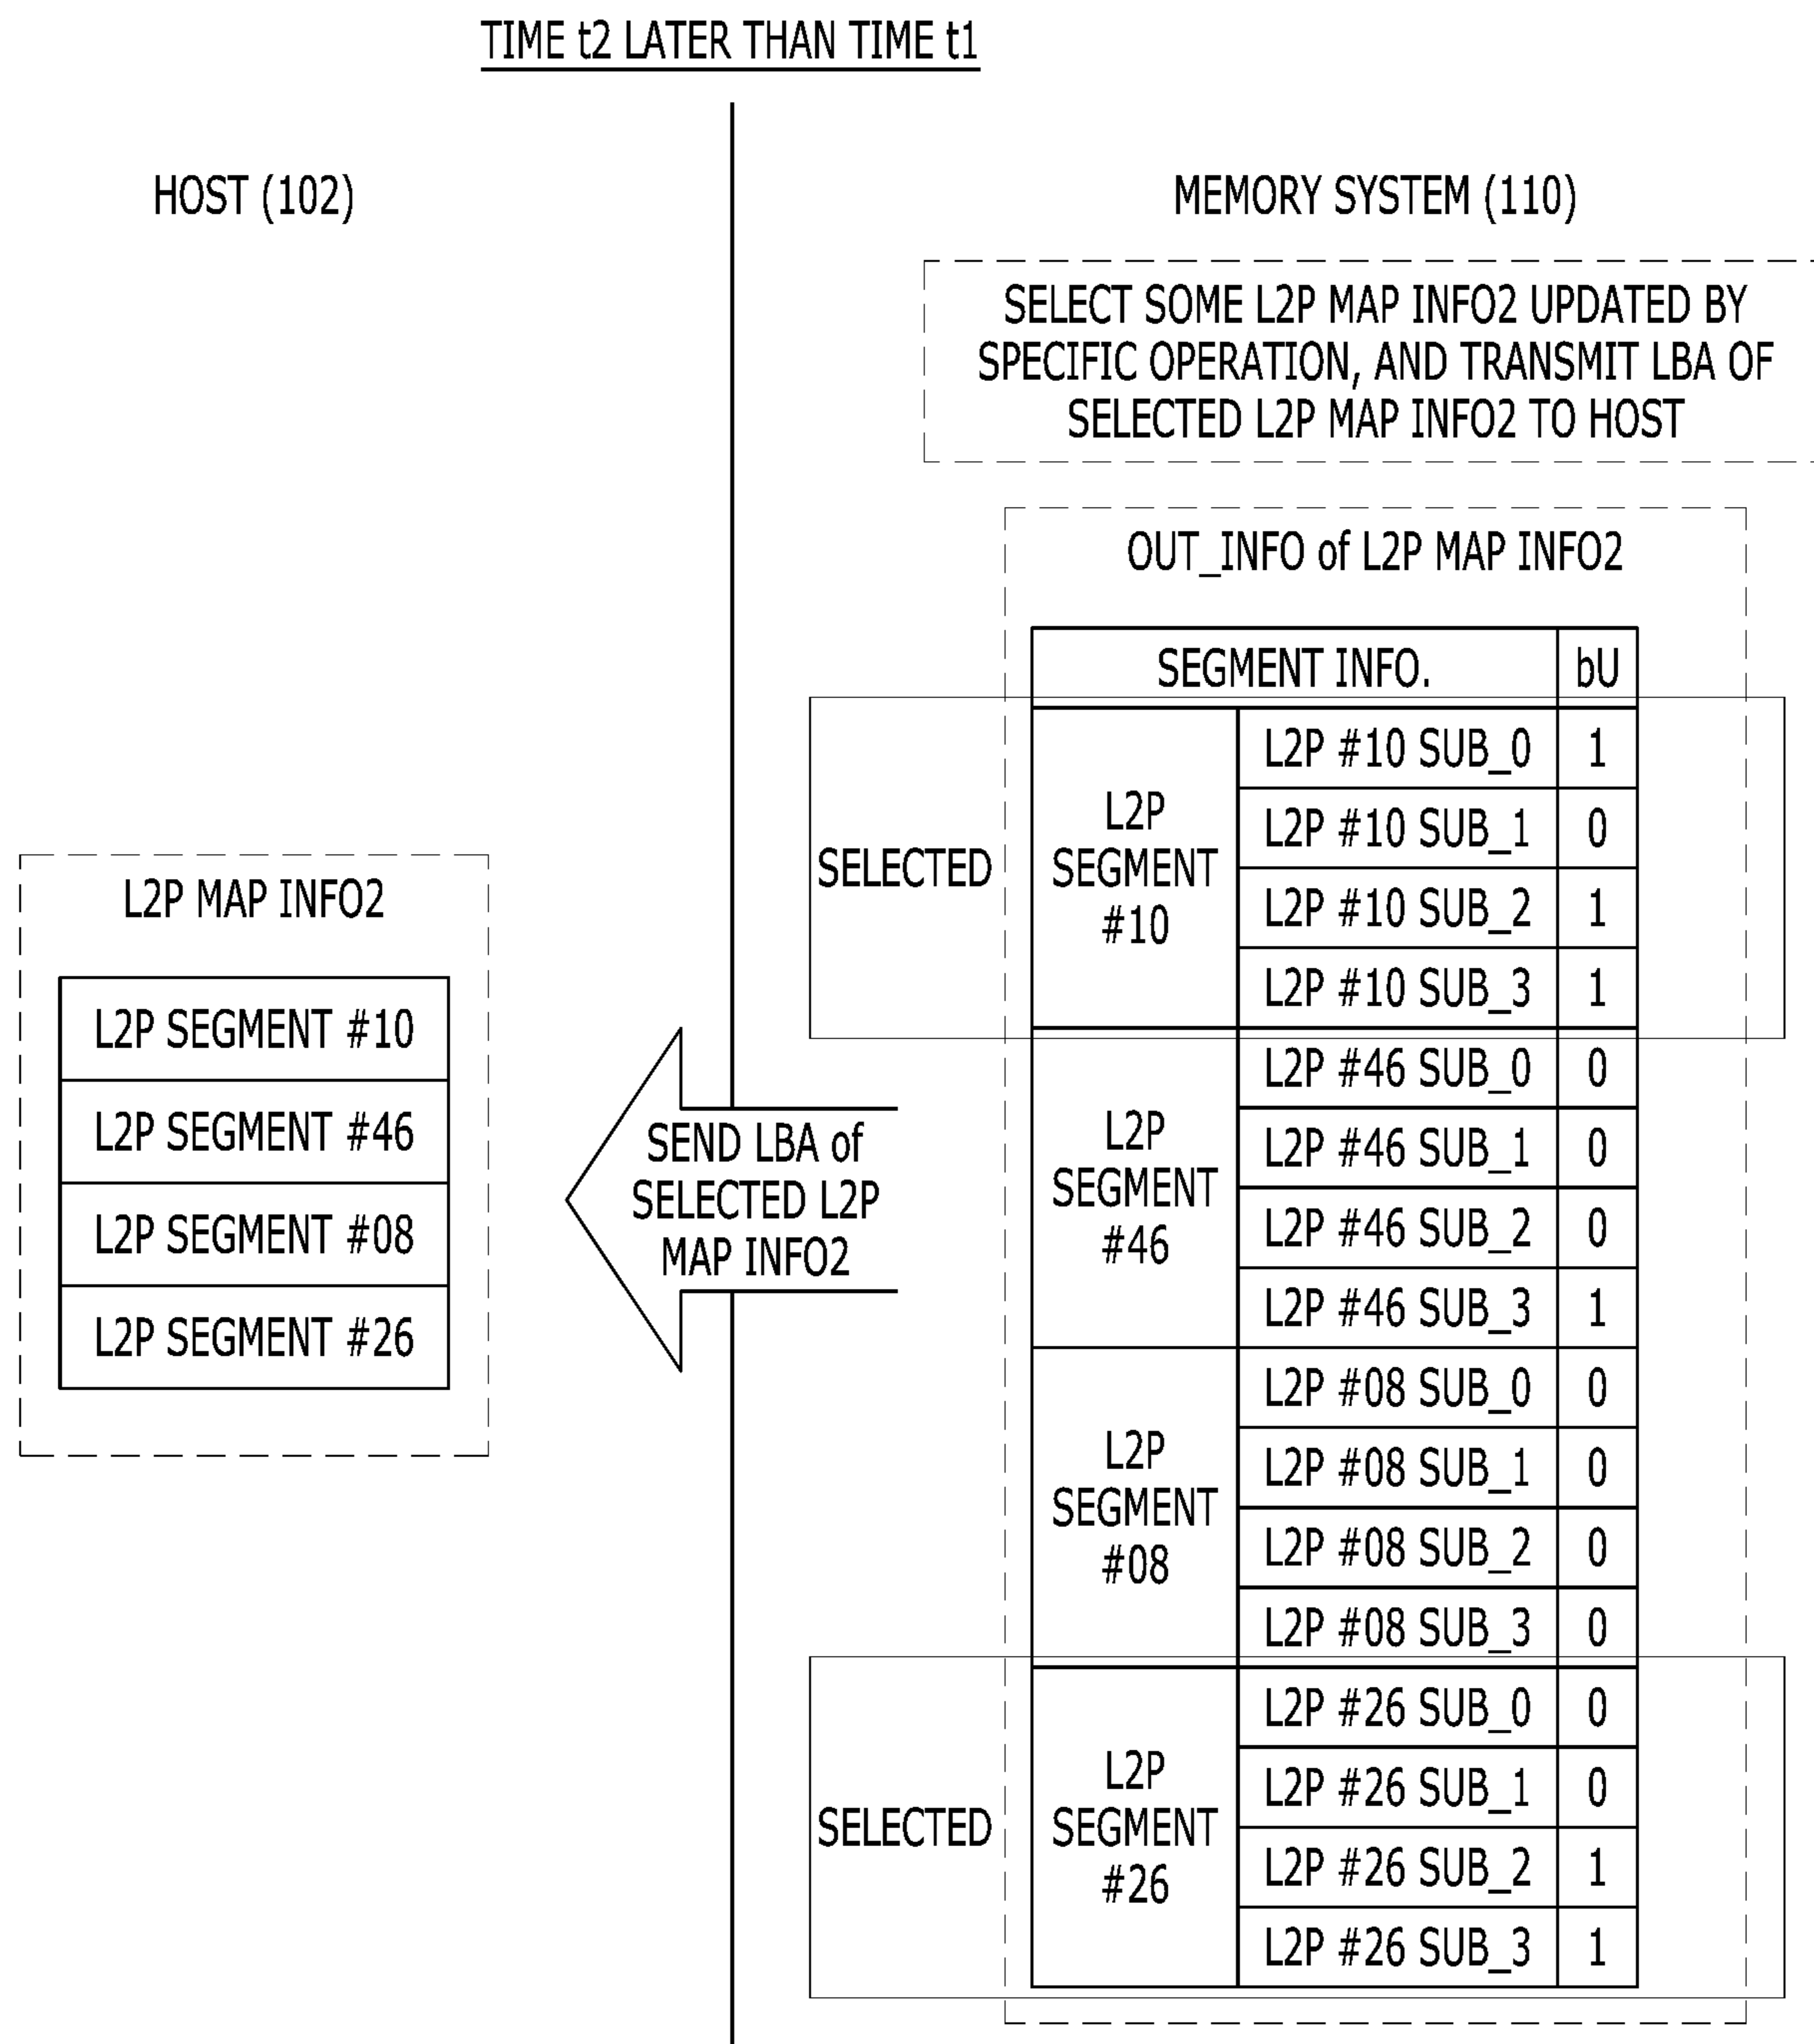 TIME t2 LATER THAN TIME t1
HOST (102)
MEMORY SYSTEM (110)
SELECT SOME L2P MAP INFO2 UPDATED BY
SPECIFIC OPERATION, AND TRANSMIT LBA OF
SELECTED L2P MAP INFO2 TO HOST
L2P MAP INFO2
L2P SEGMENT #10
L2P SEGMENT #46
L2P SEGMENT #08
L2P SEGMENT #26
SEND LBA of
SELECTED L2P
MAP INFO2
OUT_INFO of L2P MAP INFO2
SEGMENT INFO. bU
SELECTED
L2P
SEGMENT
#10
L2P #10 SUB_0 1
L2P #10 SUB_1 0
L2P #10 SUB_2 1
L2P #10 SUB_3 1
L2P
SEGMENT
#46
L2P #46 SUB_0 0
L2P #46 SUB_1 0
L2P #46 SUB_2 0
L2P #46 SUB_3 1
L2P
SEGMENT
#08
L2P #08 SUB_0 0
L2P #08 SUB_1 0
L2P #08 SUB_2 0
L2P #08 SUB_3 0
SELECTED
L2P
SEGMENT
#26
L2P #26 SUB_0 0
L2P #26 SUB_1 0
L2P #26 SUB_2 1
L2P #26 SUB_3 1